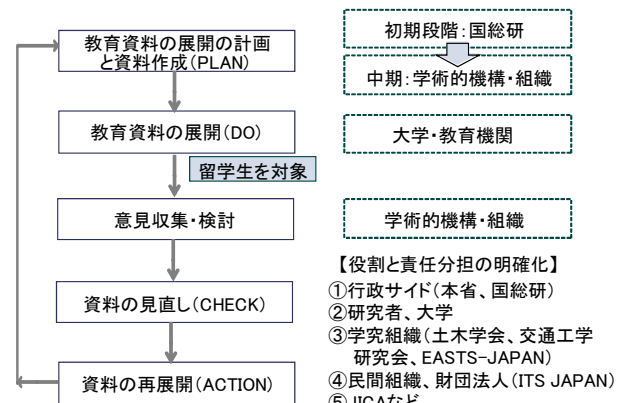 教育資料の展開の計画
と資料作成(PLAN)
初期段階:国総研
中期:学術的機構・組織
教育資料の展開(DO)
大学・教育機関
留学生を対象
意見収集・検討
学術的機構・組織
資料の見直し(CHECK)
資料の再展開(ACTION)
【役割と責任分担の明確化】
①行政サイド(本省、国総研)
②研究者、大学
③学究組織(土木学会、交通工学
研究会、EASTS-JAPAN)
④民間組織、財団法人(ITS JAPAN)
⑤JICAなど